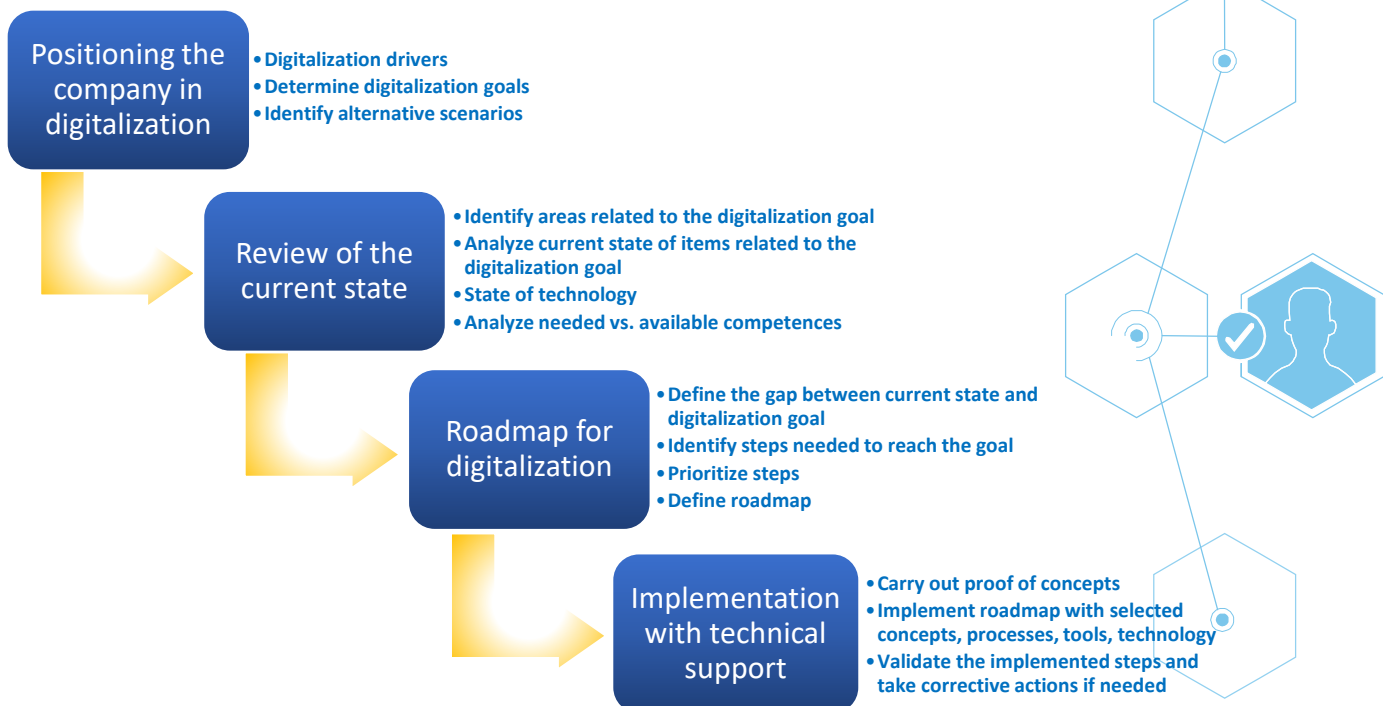 Positioning the
company in
digitalization
•Digitalization drivers
•Determine digitalization goals
•Identify alternative scenarios
Review of the
current state
•Identify areas related to the digitalization goal
•Analyze current state of items related to the
digitalization goal
•State of technology
•Analyze needed vs. available competences
Roadmap for
digitalization
•Define the gap between current state and
digitalization goal
•Identify steps needed to reach the goal
•Prioritize steps
•Define roadmap
Implementation
with technical
support
•Carry out proof of concepts
•Implement roadmap with selected
concepts, processes, tools, technology
•Validate the implemented steps and
take corrective actions if needed